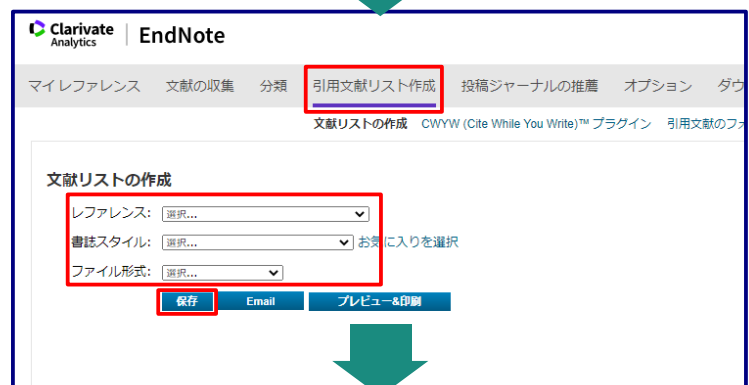 Clarivate Analytics | EndNote
マイレファレンス 文献の収集 分類 引用文献リスト作成 投稿ジャーナルの推薦 オプション ダウ
文献リストの作成 CWYW (Cite While You Write)™ プラグイン 引用文献のフォ
文献リストの作成
レファレンス: 選択...
書誌スタイル: 選択... お気に入りを選択
ファイル形式: 選択...
保存 Email プレビュー&印刷